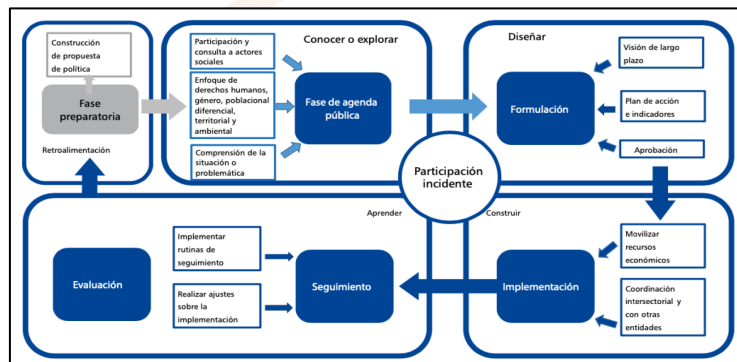 Construcción
de propuesta
de política
Fase
preparatoria
Retroalimentación
Conocer o explorar
Participación y
consulta a actores
sociales
Enfoque de
derechos humanos,
género, poblacional
diferencial,
territorial y
ambiental
Comprensión de la
situación o
problemática
Fase de agenda
pública
Diseñar
Formulación
Visión de largo
plazo
Plan de acción
e indicadores
Aprobación
Participación
incidente
Aprender
Construir
Evaluación
Implementar
rutinas de
seguimiento
Realizar ajustes
sobre la
implementación
Seguimiento
Implementación
Movilizar
recursos
económicos
Coordinación
intersectorial y
con otras
entidades